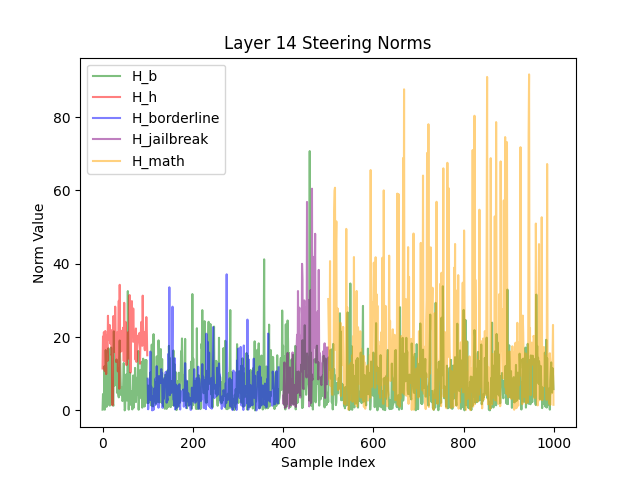 Layer 14 Steering Norms
H_b
H_h
H_borderline
H_jailbreak
H_math
Norm Value
80
60
40
20
0
0 200 400 600 800 1000
Sample Index